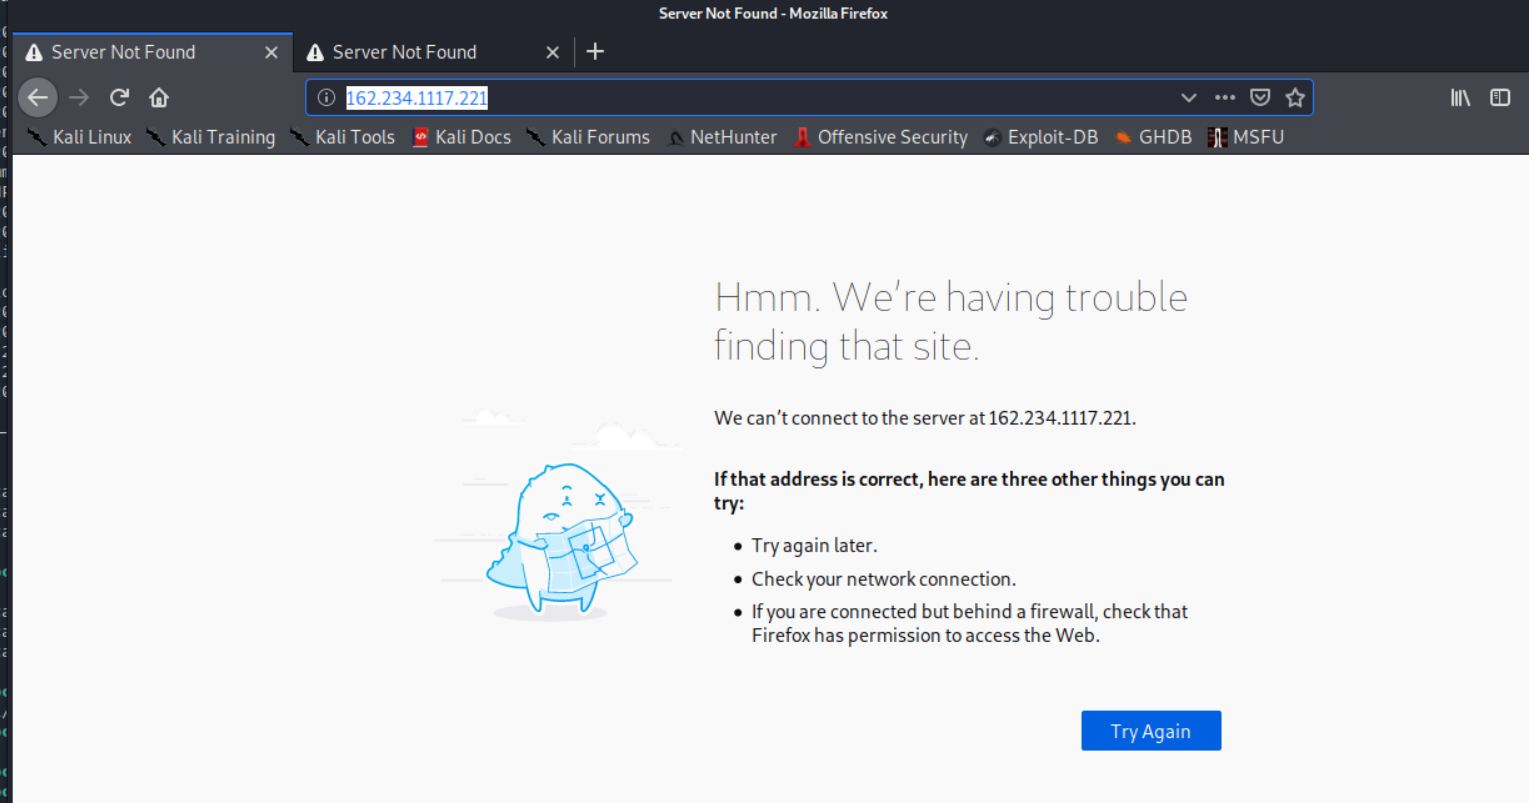 Server Not Found - Mozilla Firefox
Server Not Found
Server Not Found
162.234.1117.221
Kali Linux Kali Training Kali Tools Kali Docs Kali Forums NetHunter Offensive Security Exploit-DB GHDB MSFU
Hmm. We’re having trouble
finding that site.
We can’t connect to the server at 162.234.1117.221.
If that address is correct, here are three other things you can
try:
Try again later.
Check your network connection.
If you are connected but behind a firewall, check that
Firefox has permission to access the Web.
Try Again